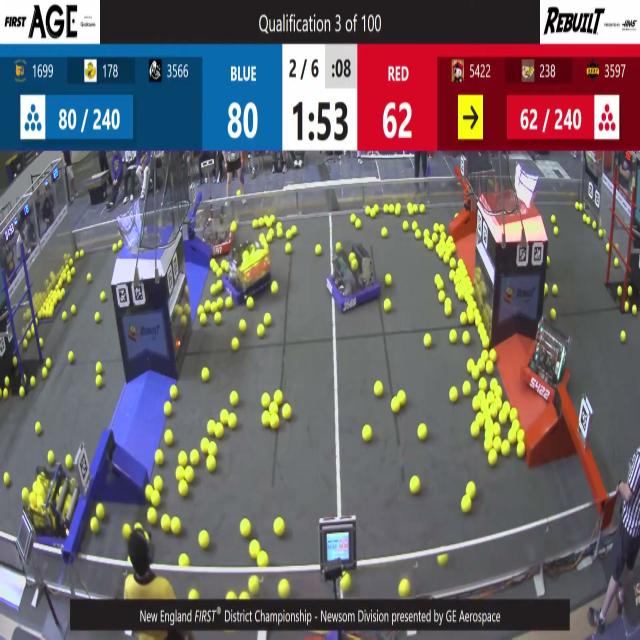 FIRST AGE
Qualification 3 of 100
REBUILT
1699 178 3566
BLUE
2 / 6 :08
RED
5422 238 3597
80 / 240
80
1:53
62
62 / 240
REBUILT
5422
3566
New England FIRST® District Championship - Newsom Division presented by GE Aerospace